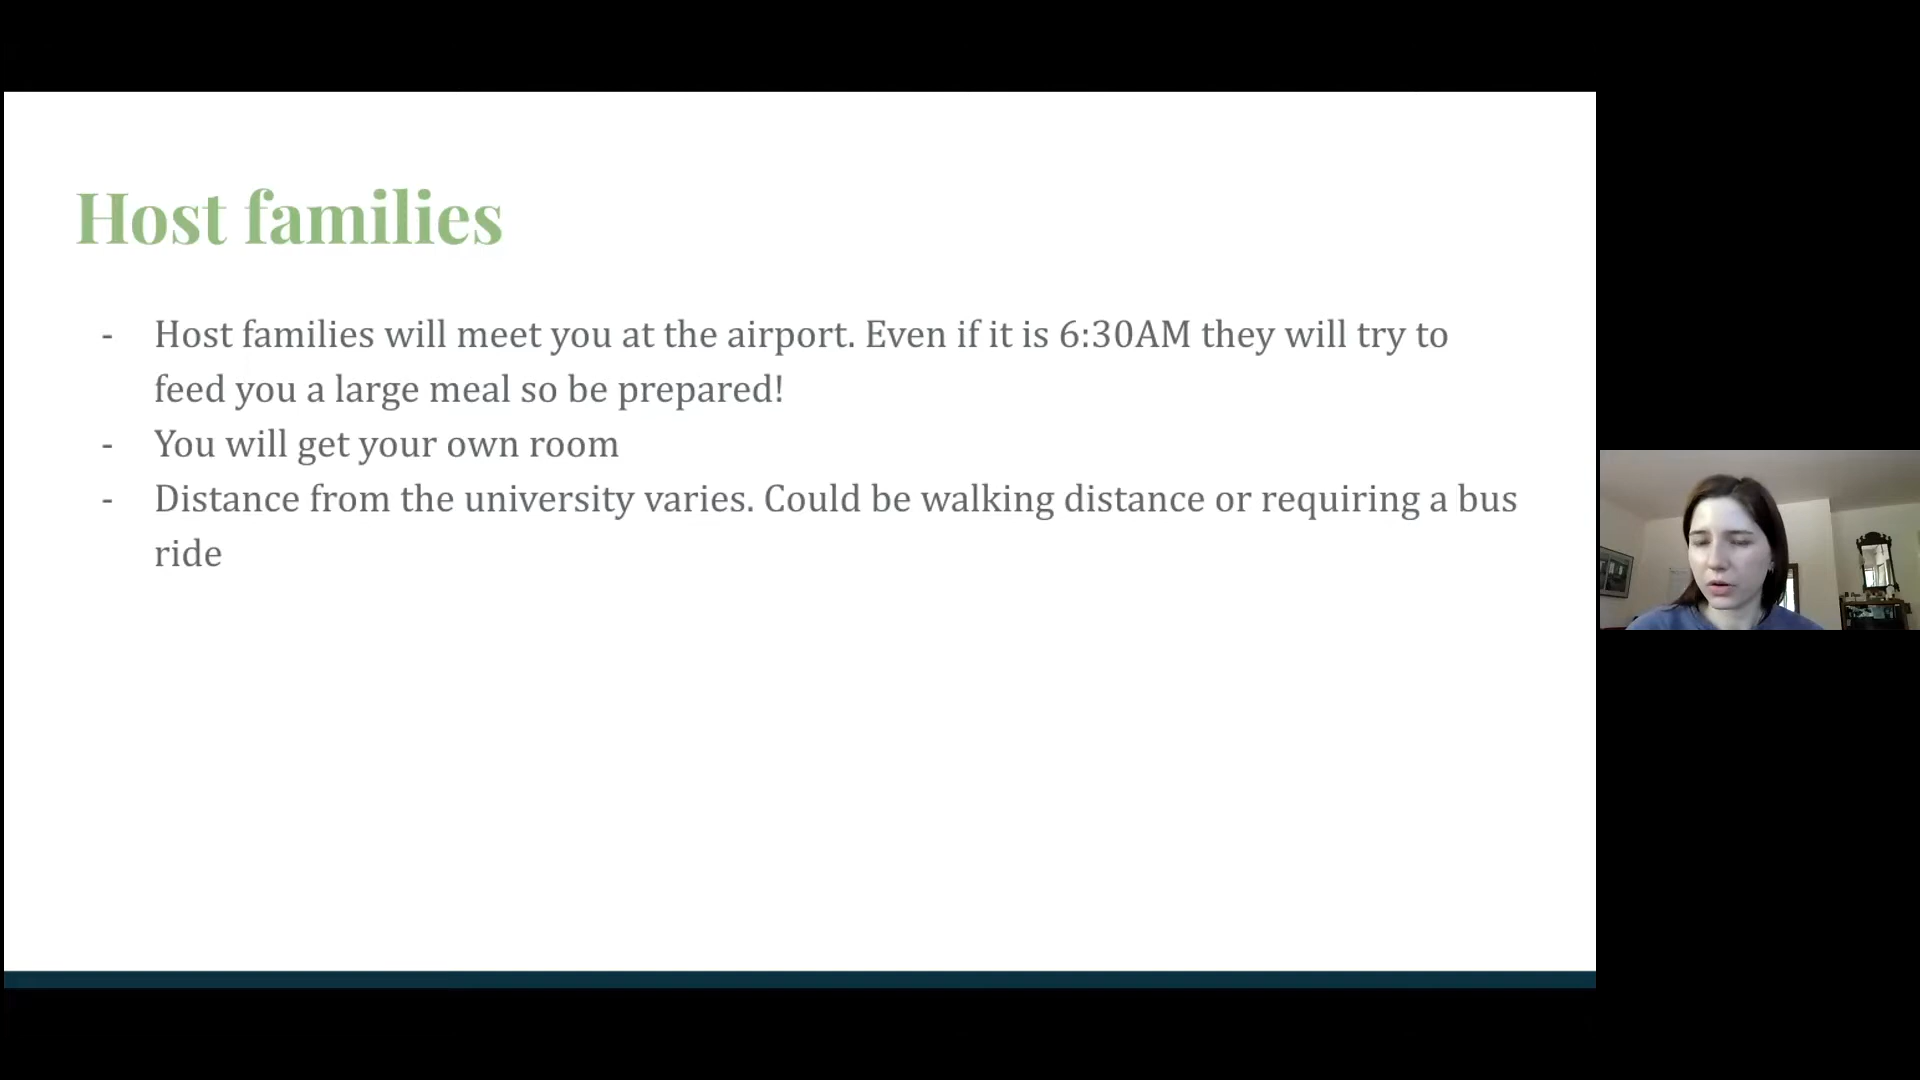 Host families
- Host families will meet you at the airport. Even if it is 6:30AM they will try to
feed you a large meal so be prepared!
- You will get your own room
- Distance from the university varies. Could be walking distance or requiring a bus
ride